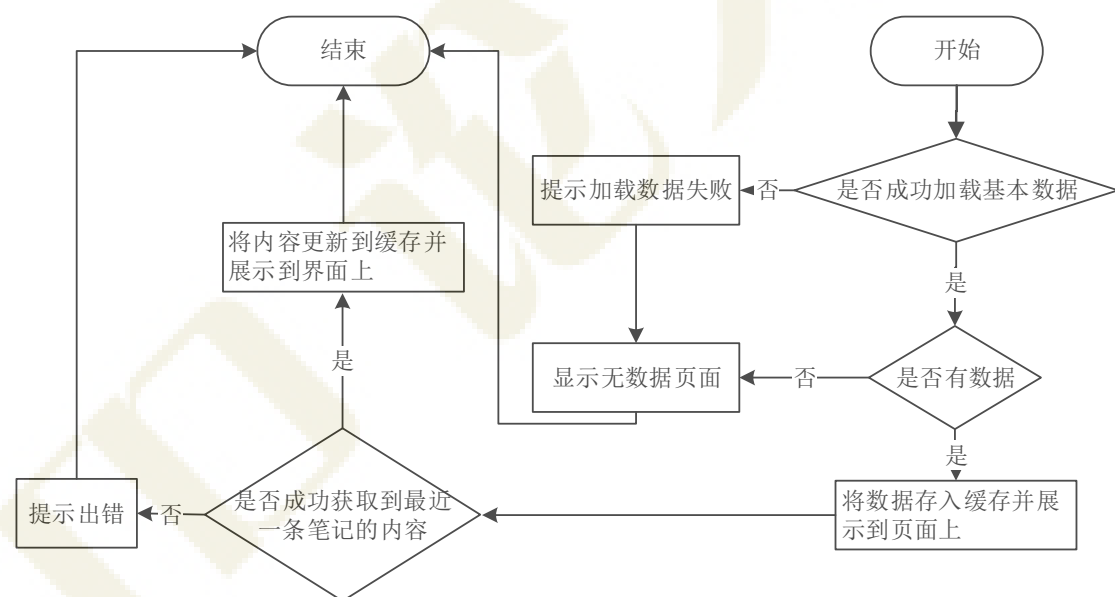 结束
开始
提示加载数据失败
否
是否成功加载基本数据
将内容更新到缓存并
展示到界面上
是
是
显示无数据页面
否
是否有数据
是
提示出错
否
是否成功获取到最近
一条笔记的内容
将数据存入缓存并展
示到页面上